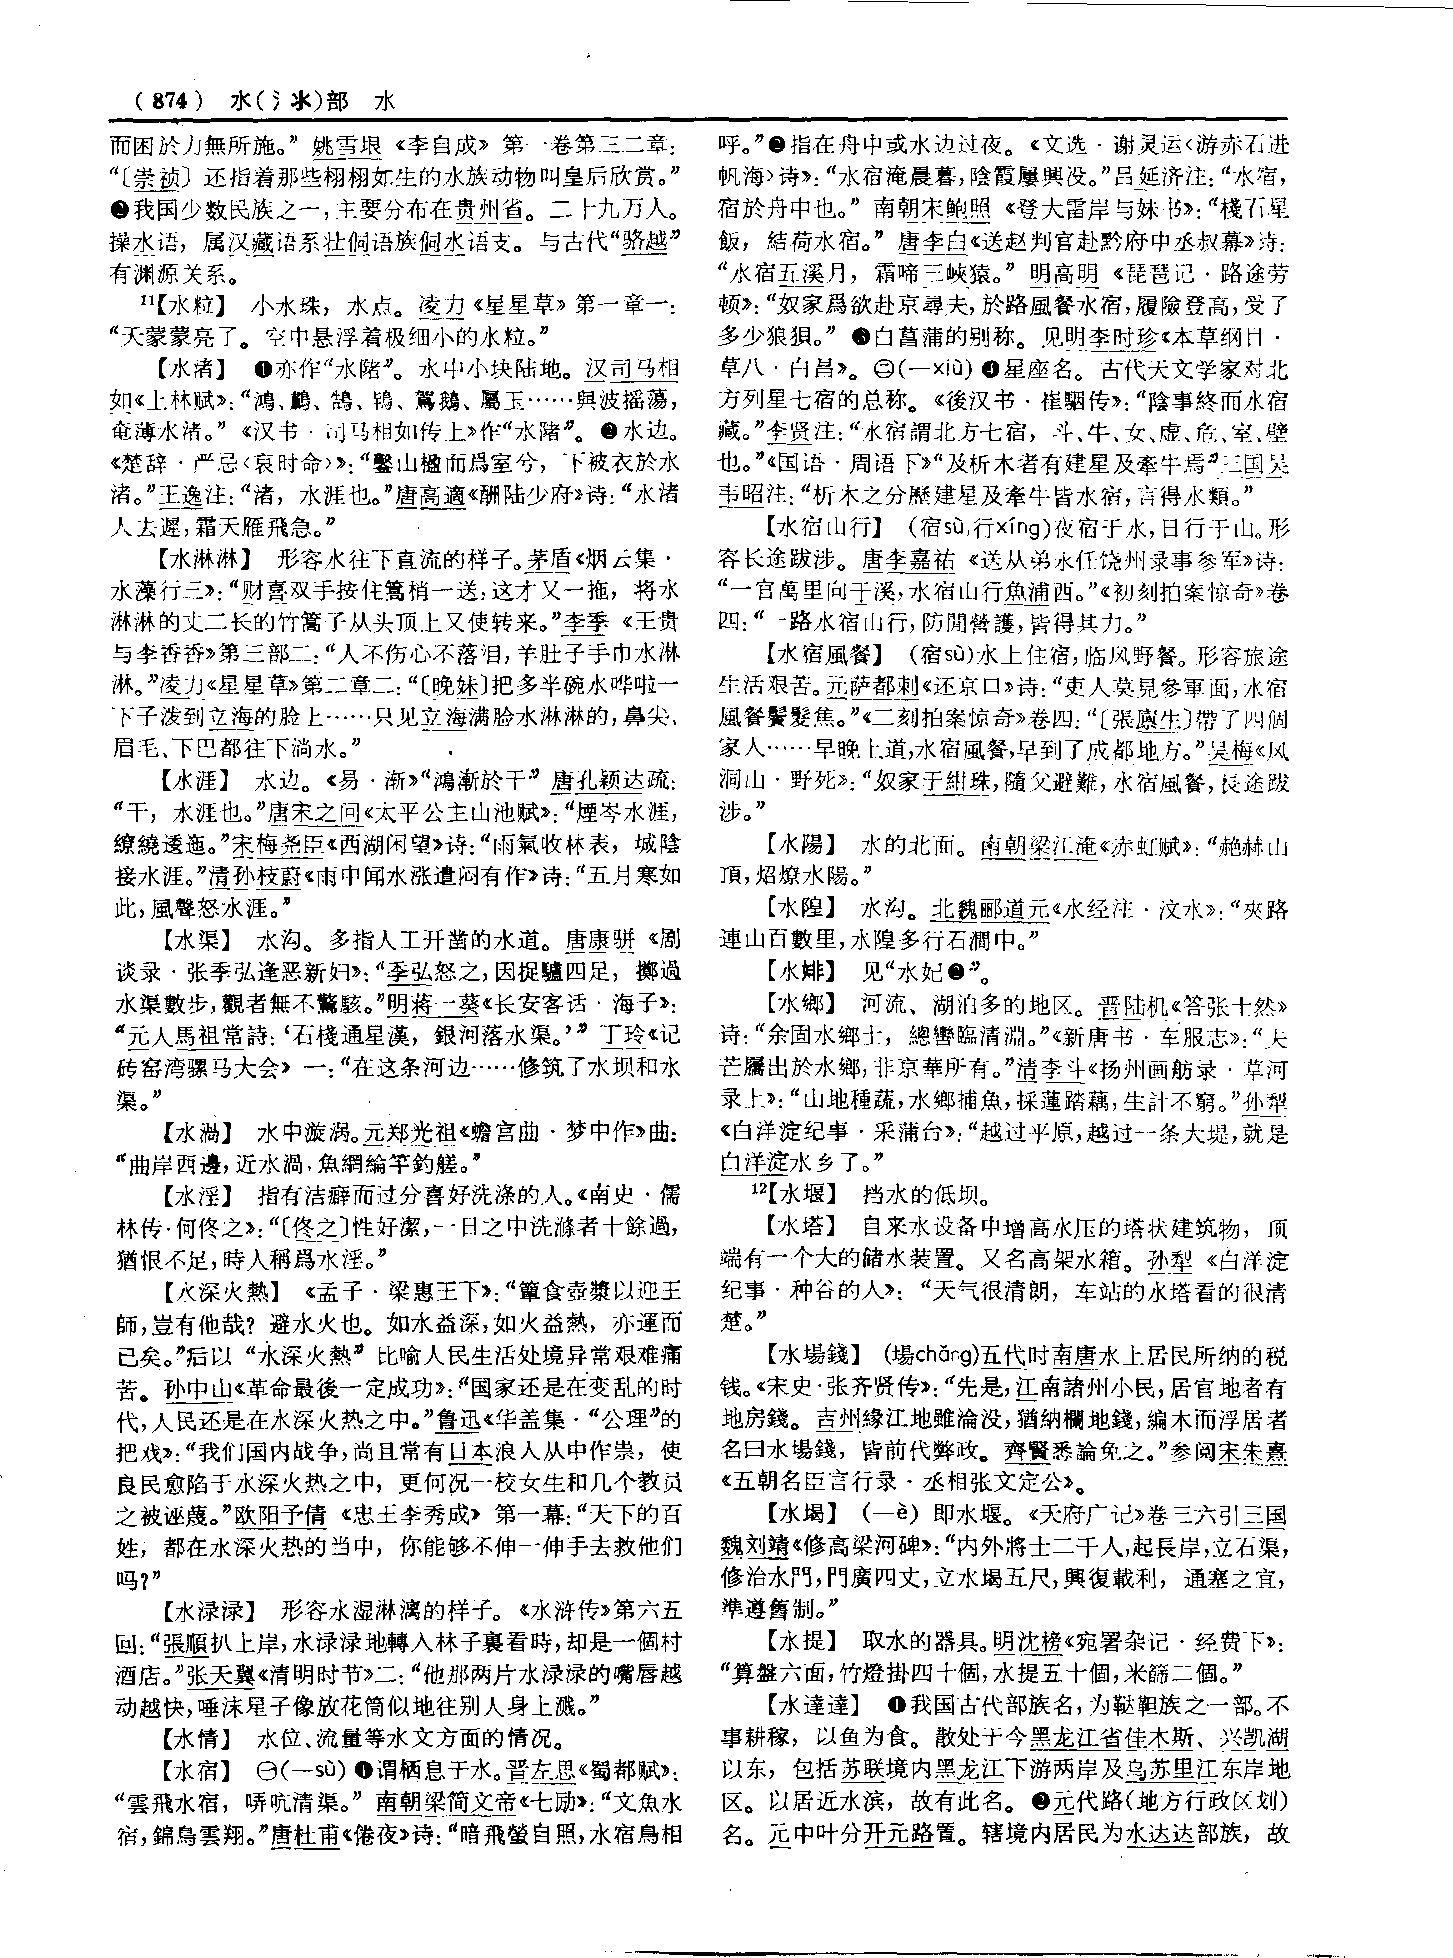 (874) 水(氵氺)部 水
而困於力無所施。”姚雪垠《李自成》第一卷第三二章：
“〔崇祯〕还指着那些栩栩如生的水族动物叫皇后欣赏。”
❷我国少数民族之一，主要分布在贵州省。二十九万人。
操水语，属汉藏语系壮侗语族侗水语支。与古代“骆越”
有渊源关系。
11【水粒】 小水珠，水点。凌力《星星草》第一章一：
“天蒙蒙亮了。空中悬浮着极细小的水粒。”
【水渚】 ❶亦作“水陼”。水中小块陆地。汉司马相
如《上林赋》：“鴻、鷫、鵠、鴇、鴐鵝、屬玉……與波摇蕩，
奄薄水渚。”《汉书·司马相如传上》作“水陼”。❷水边。
《楚辞·严忌〈哀时命〉》：“鑿山楹而爲室兮，下被衣於水
渚。”王逸注：“渚，水涯也。”唐高適《酬陆少府》诗：“水渚
人去遲，霜天雁飛急。”
【水淋淋】 形容水往下直流的样子。茅盾《烟云集·
水藻行三》：“财喜双手按住篙梢一送；这才又一拖，将水
淋淋的丈二长的竹篙子从头顶上又使转来。”李季《王贵
与李香香》第三部二：“人不伤心不落泪，羊肚子手巾水淋
淋。”凌力《星星草》第二章二：“〔晚妹〕把多半碗水哗啦一
下子泼到立海的脸上……只见立海满脸水淋淋的，鼻尖、
眉毛、下巴都往下淌水。”
【水涯】 水边。《易·渐》“鴻漸於干”唐孔颖达疏：
“干，水涯也。”唐宋之问《太平公主山池赋》：“煙岑水涯，
繚繞逶迤。”宋梅尧臣《西湖闲望》诗：“雨氣收林表，城陰
接水涯。”清孙枝蔚《雨中闻水涨遣闷有作》诗：“五月寒如
此，風聲怒水涯。”
【水渠】 水沟。多指人工开凿的水道。唐康骈《剧
谈录·张季弘逢恶新妇》：“季弘怒之，因捉驢四足，擲過
水渠數步，觀者無不驚駭。”明蒋一葵《长安客话·海子》：
“元人馬祖常詩：‘石棧通星漢，銀河落水渠。’”丁玲《记
砖窑湾骡马大会》一：“在这条河边……修筑了水坝和水
渠。”
【水渦】 水中漩涡。元郑光祖《蟾宫曲·梦中作》曲：
“曲岸西邊，近水渦，魚網綸竿釣艖。”
【水淫】 指有洁癖而过分喜好洗涤的人。《南史·儒
林传·何佟之》：“〔佟之〕性好潔，一日之中洗滌者十餘過，
猶恨不足，時人稱爲水淫。”
【水深火熱】 《孟子·梁惠王下》：“簞食壺漿以迎王
師，豈有他哉？避水火也。如水益深，如火益熱，亦運而
已矣。”后以“水深火熱”比喻人民生活处境异常艰难痛
苦。孙中山《革命最後一定成功》：“国家还是在变乱的时
代，人民还是在水深火热之中。”鲁迅《华盖集·“公理”的
把戏》：“我们国内战争，尚且常有日本浪人从中作祟，使
良民愈陷于水深火热之中，更何况一校女生和几个教员
之被诬蔑。”欧阳予倩《忠王李秀成》第一幕：“天下的百
姓，都在水深火热的当中，你能够不伸一伸手去救他们
吗？”
【水渌渌】 形容水湿淋漓的样子。《水浒传》第六五
回：“張順扒上岸，水渌渌地轉入林子裏看時，却是一個村
酒店。”张天翼《清明时节》二：“他那两片水渌渌的嘴唇越
动越快，唾沫星子像放花筒似地往别人身上溅。”
【水情】 水位、流量等水文方面的情况。
【水宿】 ㊀(—sù)❶谓栖息于水。晋左思《蜀都赋》：
“雲飛水宿，哢吭清渠。”南朝梁简文帝《七励》：“文魚水
宿，錦鳥雲翔。”唐杜甫《倦夜》诗：“暗飛螢自照，水宿鳥相
呼。”❷指在舟中或水边过夜。《文选·谢灵运〈游赤石进
帆海〉诗》：“水宿淹晨暮，陰霞屢興没。”吕延济注：“水宿，
宿於舟中也。”南朝宋鲍照《登大雷岸与妹书》：“棧石星
飯，結荷水宿。”唐李白《送赵判官赴黔府中丞叔幕》诗：
“水宿五溪月，霜啼三峽猿。”明高明《琵琶记·路途劳
顿》：“奴家爲欲赴京尋夫，於路風餐水宿，履險登高，受了
多少狼狽。”❸白菖蒲的别称。见明李时珍《本草纲目·
草八·白昌》。㊁(—xiù)❹星座名。古代天文学家对北
方列星七宿的总称。《後汉书·崔駰传》：“陰事終而水宿
藏。”李贤注：“水宿謂北方七宿，斗、牛、女、虚、危、室、壁
也。”《国语·周语下》“及析木者有建星及牽牛焉”三国吴
韦昭注：“析木之分歷建星及牽牛皆水宿，言得水類。”
【水宿山行】 (宿sù，行xíng)夜宿于水，日行于山。形
容长途跋涉。唐李嘉祐《送从弟永任饶州录事参军》诗：
“一官萬里向千溪，水宿山行魚浦西。”《初刻拍案惊奇》卷
四：“一路水宿山行，防閒營護，皆得其力。”
【水宿風餐】 (宿sù)水上住宿，临风野餐。形容旅途
生活艰苦。元萨都刺《还京口》诗：“吏人莫見參軍面，水宿
風餐鬢髮焦。”《二刻拍案惊奇》卷四：“〔張廪生〕帶了四個
家人……早晚上道，水宿風餐，早到了成都地方。”吴梅《风
洞山·野死》：“奴家于紺珠，隨父避難，水宿風餐，長途跋
涉。”
【水陽】 水的北面。南朝梁江淹《赤虹赋》：“赩赫山
頂，炤燎水陽。”
【水隍】 水沟。北魏郦道元《水经注·汶水》：“夾路
連山百數里，水隍多行石澗中。”
【水婔】 见“水妃❷”。
【水鄉】 河流、湖泊多的地区。晋陆机《答张士然》
诗：“余固水鄉士，總轡臨清淵。”《新唐书·车服志》：“大
芒屩出於水鄉，非京華所有。”清李斗《扬州画舫录·草河
录上》：“山地種蔬，水鄉捕魚，採蓮踏藕，生計不窮。”孙犁
《白洋淀纪事·采蒲台》：“越过平原，越过一条大堤，就是
白洋淀水乡了。”
12【水堰】 挡水的低坝。
【水塔】 自来水设备中增高水压的塔状建筑物，顶
端有一个大的储水装置。又名高架水箱。孙犁《白洋淀
纪事·种谷的人》：“天气很清朗，车站的水塔看的很清
楚。”
【水場錢】 (場chǎng)五代时南唐水上居民所纳的税
钱。《宋史·张齐贤传》：“先是，江南諸州小民，居官地者有
地房錢。吉州緣江地雖淪没，猶納欄地錢，編木而浮居者
名曰水場錢，皆前代弊政。齊賢悉論免之。”参阅宋朱熹
《五朝名臣言行录·丞相张文定公》。
【水堨】 (—è)即水堰。《天府广记》卷三六引三国
魏刘靖《修高梁河碑》：“内外將士二千人，起長岸，立石渠，
修治水門，門廣四丈，立水堨五尺，興復載利，通塞之宜，
準遵舊制。”
【水提】 取水的器具。明沈榜《宛署杂记·经费下》：
“算盤六面，竹燈掛四十個，水提五十個，米篩二個。”
【水達達】 ❶我国古代部族名，为鞑靼族之一部。不
事耕稼，以鱼为食。散处于今黑龙江省佳木斯、兴凯湖
以东，包括苏联境内黑龙江下游两岸及乌苏里江东岸地
区。以居近水滨，故有此名。❷元代路(地方行政区划)
名。元中叶分开元路置。辖境内居民为水达达部族，故